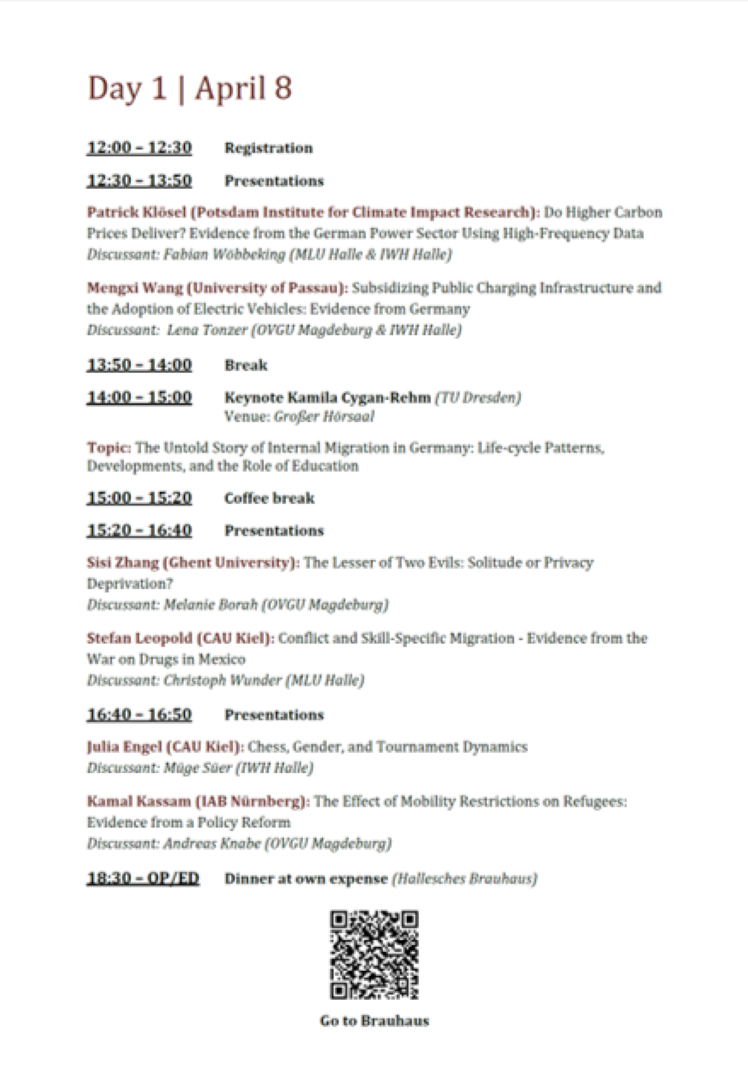 Day 1 | April 8
12:00 – 12:30 Registration
12:30 – 13:50 Presentations
Patrick Klösel (Potsdam Institute for Climate Impact Research): Do Higher Carbon
Prices Deliver? Evidence from the German Power Sector Using High-Frequency Data
Discussant: Fabian Wöbbeking (MLU Halle & IWH Halle)
Mengxi Wang (University of Passau): Subsidizing Public Charging Infrastructure and
the Adoption of Electric Vehicles: Evidence from Germany
Discussant: Lena Tonzer (OVGU Magdeburg & IWH Halle)
13:50 – 14:00 Break
14:00 – 15:00 Keynote Kamila Cygan-Rehm (TU Dresden)
Venue: Großer Hörsaal
Topic: The Untold Story of Internal Migration in Germany: Life-cycle Patterns,
Developments, and the Role of Education
15:00 – 15:20 Coffee break
15:20 – 16:40 Presentations
Sisi Zhang (Ghent University): The Lesser of Two Evils: Solitude or Privacy
Deprivation?
Discussant: Melanie Borah (OVGU Magdeburg)
Stefan Leopold (CAU Kiel): Conflict and Skill-Specific Migration - Evidence from the
War on Drugs in Mexico
Discussant: Christoph Wunder (MLU Halle)
16:40 – 16:50 Presentations
Julia Engel (CAU Kiel): Chess, Gender, and Tournament Dynamics
Discussant: Müge Süer (IWH Halle)
Kamal Kassam (IAB Nürnberg): The Effect of Mobility Restrictions on Refugees:
Evidence from a Policy Reform
Discussant: Andreas Knabe (OVGU Magdeburg)
18:30 – OP/ED Dinner at own expense (Hallesches Brauhaus)
Go to Brauhaus